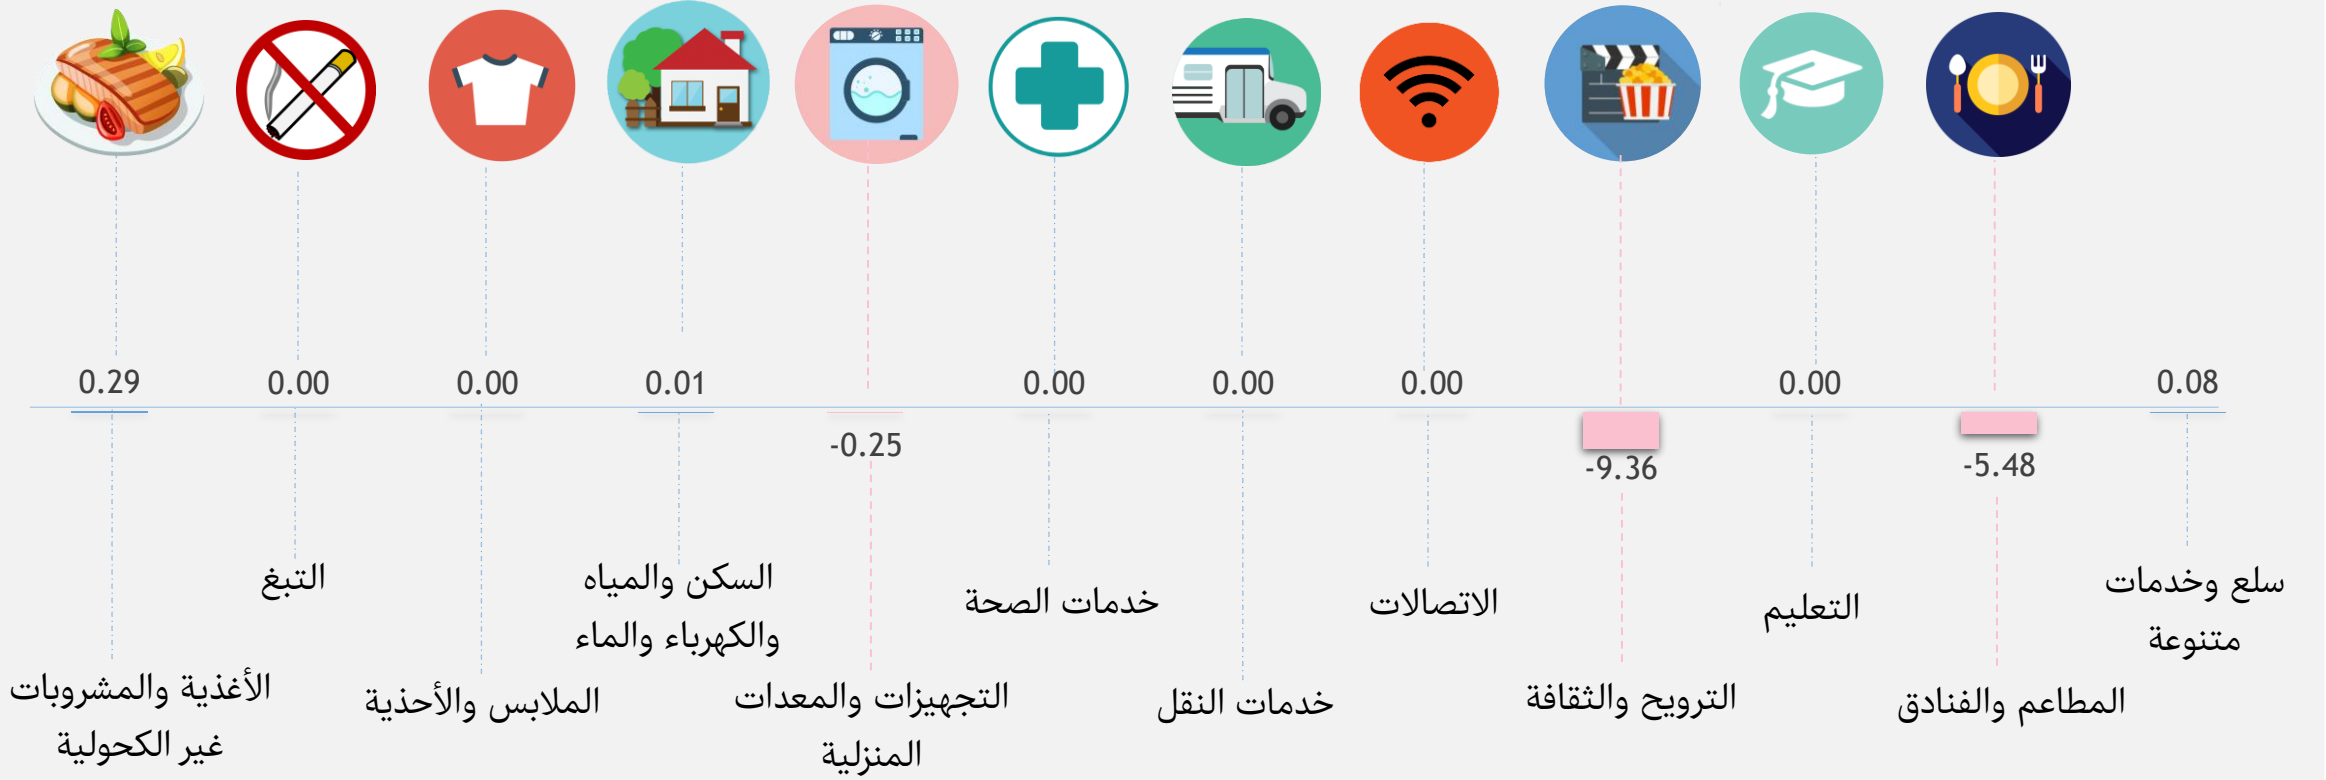 0.29
0.00
0.00
0.01
-0.25
0.00
0.00
0.00
-9.36
0.00
-5.48
0.08
الأغذية والمشروبات
غير الكحولية
التبغ
الملابس والأحذية
السكن والمياه
والكهرباء والماء
التجهيزات والمعدات
المنزلية
خدمات الصحة
خدمات النقل
الاتصالات
الترويح والثقافة
التعليم
المطاعم والفنادق
سلع وخدمات
متنوعة